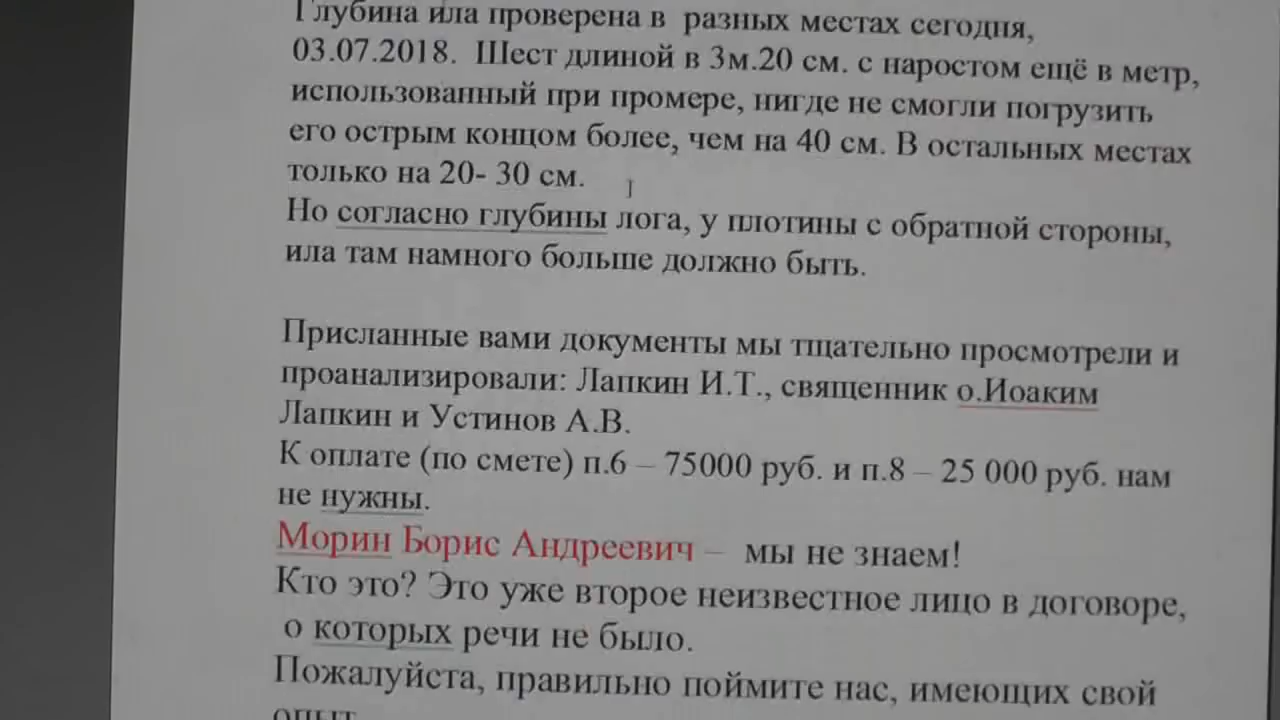 Глубина ила проверена в разных местах сегодня,
03.07.2018. Шест длиной в 3м.20 см. с наростом ещё в метр,
использованный при промере, нигде не смогли погрузить
его острым концом более, чем на 40 см. В остальных местах
только на 20- 30 см.
Но согласно глубины лога, у плотины с обратной стороны,
ила там намного больше должно быть.
Присланные вами документы мы тщательно просмотрели и
проанализировали: Лапкин И.Т., священник о.Иоаким
Лапкин и Устинов А.В.
К оплате (по смете) п.6 – 75000 руб. и п.8 – 25 000 руб. нам
не нужны.
Морин Борис Андреевич – мы не знаем!
Кто это? Это уже второе неизвестное лицо в договоре,
о которых речи не было.
Пожалуйста, правильно поймите нас, имеющих свой
опыт